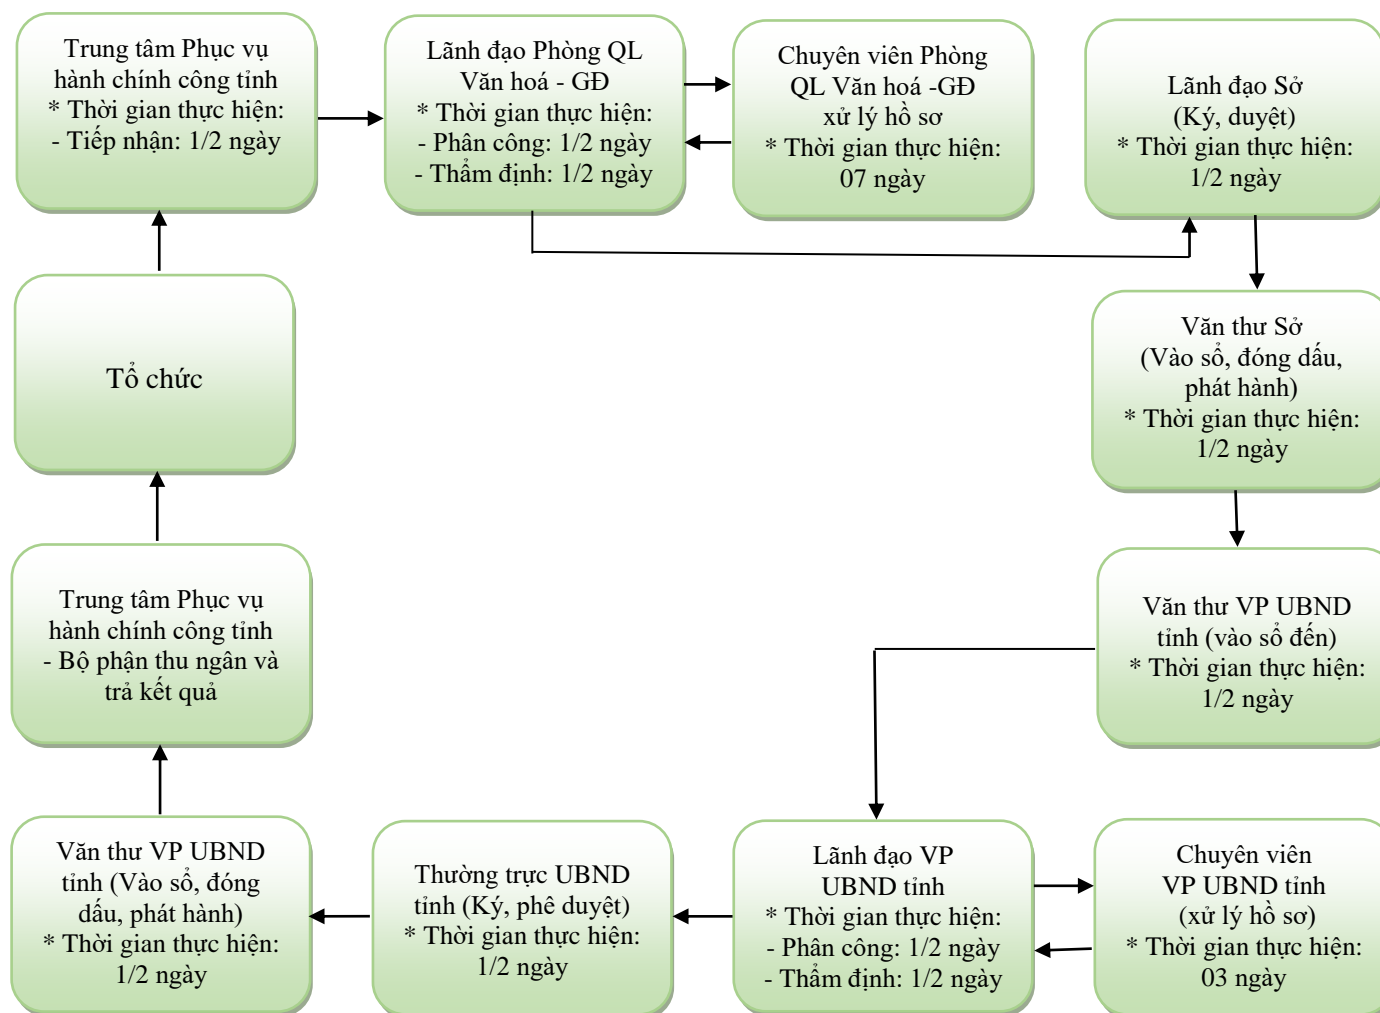 Trung tâm Phục vụ
hành chính công tỉnh
* Thời gian thực hiện:
- Tiếp nhận: 1/2 ngày
Lãnh đạo Phòng QL
Văn hoá - GĐ
* Thời gian thực hiện:
- Phân công: 1/2 ngày
- Thẩm định: 1/2 ngày
Chuyên viên Phòng
QL Văn hoá -GĐ
xử lý hồ sơ
* Thời gian thực hiện:
07 ngày
Lãnh đạo Sở
(Ký, duyệt)
* Thời gian thực hiện:
1/2 ngày
Tổ chức
Văn thư Sở
(Vào sổ, đóng dấu,
phát hành)
* Thời gian thực hiện:
1/2 ngày
Trung tâm Phục vụ
hành chính công tỉnh
- Bộ phận thu ngân và
trả kết quả
Văn thư VP UBND
tỉnh (vào sổ đến)
* Thời gian thực hiện:
1/2 ngày
Văn thư VP UBND
tỉnh (Vào sổ, đóng
dấu, phát hành)
* Thời gian thực hiện:
1/2 ngày
Thường trực UBND
tỉnh (Ký, phê duyệt)
* Thời gian thực hiện:
1/2 ngày
Lãnh đạo VP
UBND tỉnh
* Thời gian thực hiện:
- Phân công: 1/2 ngày
- Thẩm định: 1/2 ngày
Chuyên viên
VP UBND tỉnh
(xử lý hồ sơ)
* Thời gian thực hiện:
03 ngày